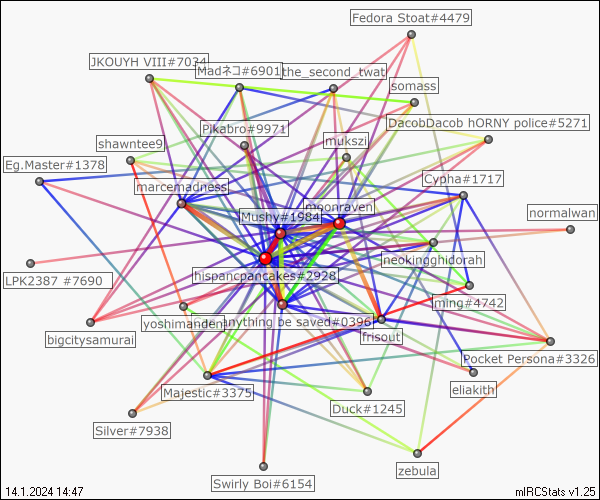 Fedora Stoat#4479
JKOUYH VIII#7034
Madネコ#6901
the_second_twat
somass
DacobDacob hORNY police#5271
Pikabro#9971
mukszi
shawntee9
Eg.Master#1378
Cypha#1717
marcemadness
moonraven
Mushy#1984
normalwan
neokingghidorah
hispancpancakes#2928
LPK2387 #7690
ming#4742
yoshimandeni
anything be saved#0396
frisout
bigcitysamurai
Pocket Persona#3326
Majestic#3375
eliakith
Duck#1245
Silver#7938
zebula
Swirly Boi#6154
14.1.2024 14:47
mIRCStats v1.25